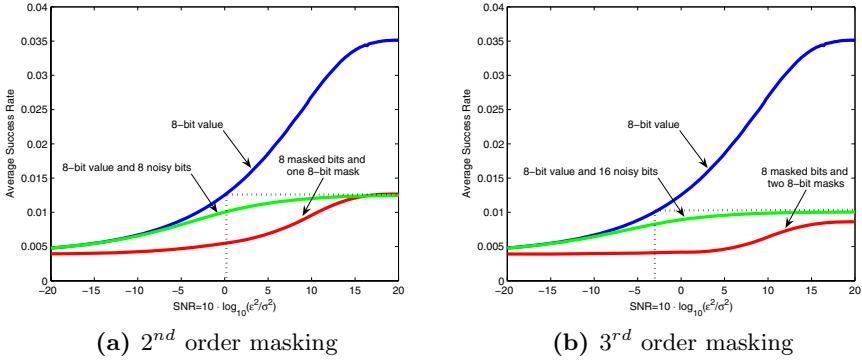 0.04
0.035
0.03
0.025
0.02
0.015
0.01
0.005
0
Average Success Rate
8−bit value
8−bit value and 8 noisy bits
8 masked bits and
one 8−bit mask
−20 −15 −10 −5 0 5 10 15 20
SNR=10 · log10(ε²/σ²)
(a) 2nd order masking
0.04
0.035
0.03
0.025
0.02
0.015
0.01
0.005
0
Average Success Rate
8−bit value
8−bit value and 16 noisy bits
8 masked bits and
two 8−bit masks
−20 −15 −10 −5 0 5 10 15 20
SNR=10 · log10(ε²/σ²)
(b) 3rd order masking